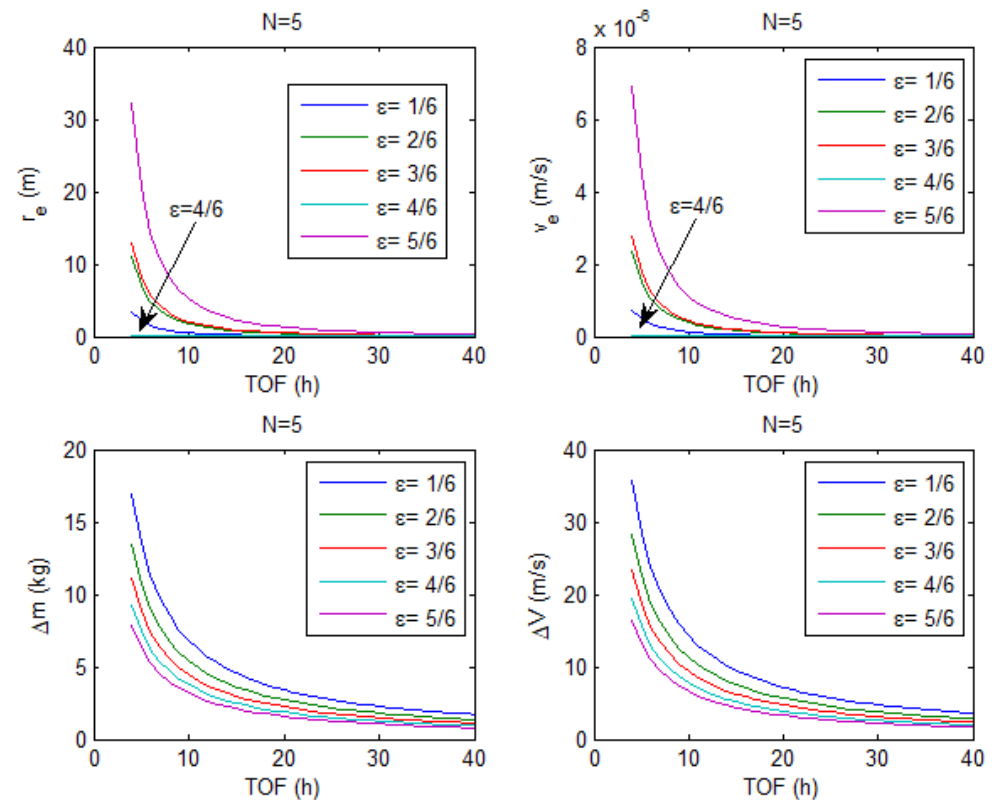 N=5
40
30
20
10
0
r_e (m)
0 10 20 30 40
TOF (h)
ε= 1/6
ε= 2/6
ε= 3/6
ε= 4/6
ε= 5/6
ε=4/6
N=5
x 10^-6
8
6
4
2
0
v_e (m/s)
0 10 20 30 40
TOF (h)
ε= 1/6
ε= 2/6
ε= 3/6
ε= 4/6
ε= 5/6
ε=4/6
N=5
20
15
10
5
0
Δm (kg)
0 10 20 30 40
TOF (h)
ε= 1/6
ε= 2/6
ε= 3/6
ε= 4/6
ε= 5/6
N=5
40
30
20
10
0
ΔV (m/s)
0 10 20 30 40
TOF (h)
ε= 1/6
ε= 2/6
ε= 3/6
ε= 4/6
ε= 5/6